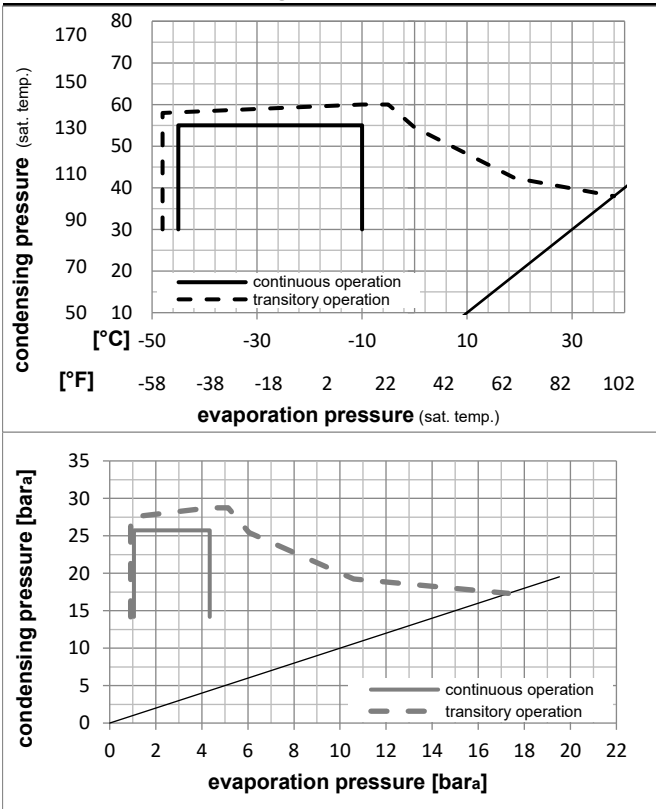 condensing pressure (sat. temp.)
170 80
150 70
130 60
110 50
90 40
70 30
50 20
10
continuous operation
transitory operation
[°C] -50 -30 -10 10 30
[°F] -58 -38 -18 2 22 42 62 82 102
evaporation pressure (sat. temp.)
condensing pressure [bara]
35
30
25
20
15
10
5
0
continuous operation
transitory operation
0 2 4 6 8 10 12 14 16 18 20 22
evaporation pressure [bara]